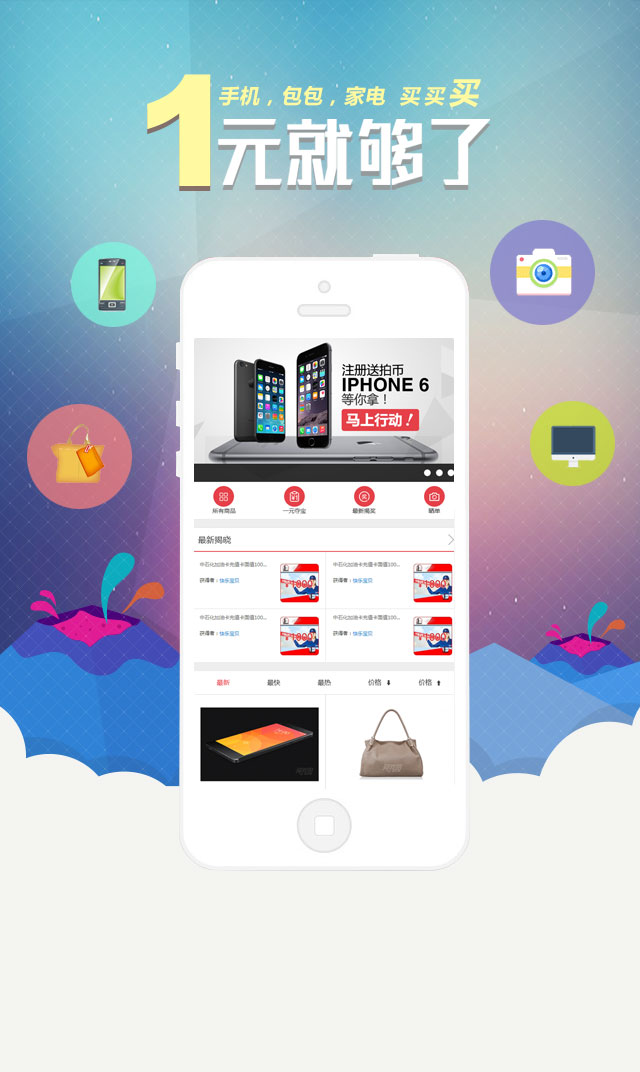 手机，包包，家电 买买买
1元就够了
注册送拍币
IPHONE 6
等你拿！
马上行动！
所有商品 一元夺宝 最新揭奖 晒单
最新揭晓
中石化加油卡充值卡面值100... 中石化加油卡充值卡面值100...
获得者：快乐宝贝 获得者：快乐宝贝
中石化加油卡充值卡面值100... 中石化加油卡充值卡面值100...
获得者：快乐宝贝 获得者：快乐宝贝
最新 最快 最热 价格 价格